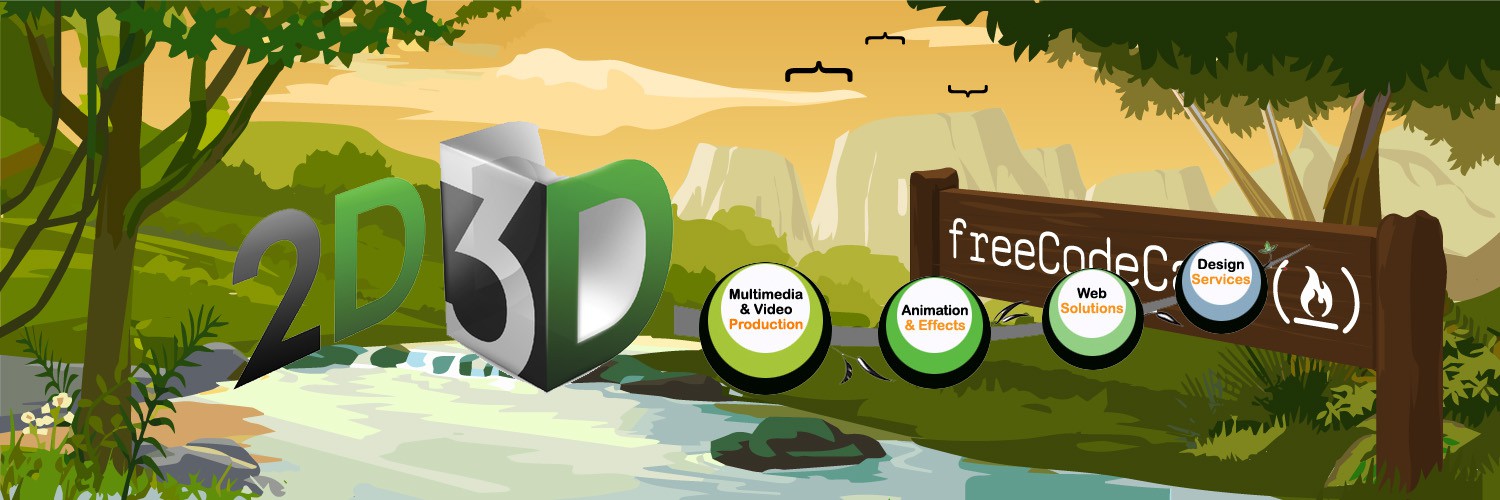 2D 3D
freeCodeCa
Multimedia
& Video
Production
Animation
& Effects
Web
Solutions
Design
Services